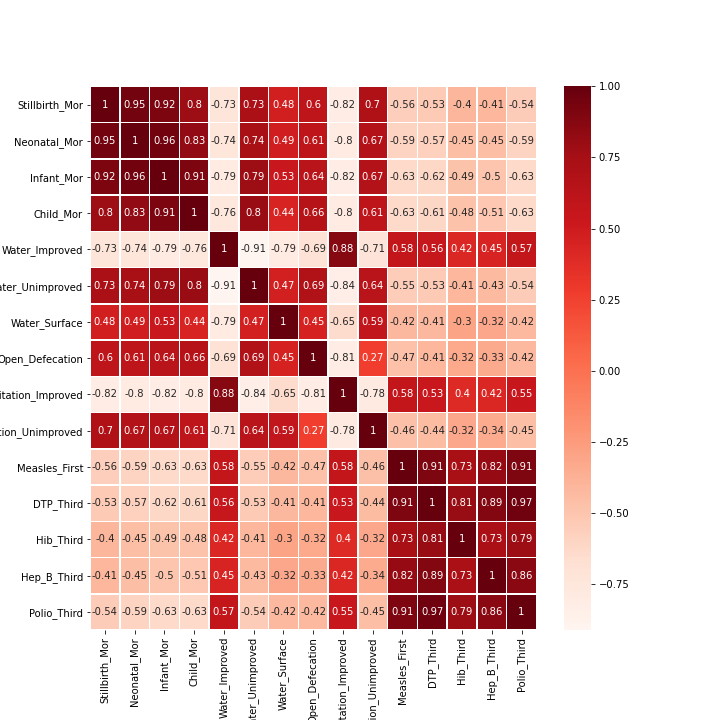 Stillbirth_Mor 1 0.95 0.92 0.8 -0.73 0.73 0.48 0.6 -0.82 0.7 -0.56 -0.53 -0.4 -0.41 -0.54
Neonatal_Mor 0.95 1 0.96 0.83 -0.74 0.74 0.49 0.61 -0.8 0.67 -0.59 -0.57 -0.45 -0.45 -0.59
Infant_Mor 0.92 0.96 1 0.91 -0.79 0.79 0.53 0.64 -0.82 0.67 -0.63 -0.62 -0.49 -0.5 -0.63
Child_Mor 0.8 0.83 0.91 1 -0.76 0.8 0.44 0.66 -0.8 0.61 -0.63 -0.61 -0.48 -0.51 -0.63
Water_Improved -0.73 -0.74 -0.79 -0.76 1 -0.91 -0.79 -0.69 0.88 -0.71 0.58 0.56 0.42 0.45 0.57
ter_Unimproved 0.73 0.74 0.79 0.8 -0.91 1 0.47 0.69 -0.84 0.64 -0.55 -0.53 -0.41 -0.43 -0.54
Water_Surface 0.48 0.49 0.53 0.44 -0.79 0.47 1 0.45 -0.65 0.59 -0.42 -0.41 -0.3 -0.32 -0.42
Open_Defecation 0.6 0.61 0.64 0.66 -0.69 0.69 0.45 1 -0.81 0.27 -0.47 -0.41 -0.32 -0.33 -0.42
itation_Improved -0.82 -0.8 -0.82 -0.8 0.88 -0.84 -0.65 -0.81 1 -0.78 0.58 0.53 0.4 0.42 0.55
tion_Unimproved 0.7 0.67 0.67 0.61 -0.71 0.64 0.59 0.27 -0.78 1 -0.46 -0.44 -0.32 -0.34 -0.45
Measles_First -0.56 -0.59 -0.63 -0.63 0.58 -0.55 -0.42 -0.47 0.58 -0.46 1 0.91 0.73 0.82 0.91
DTP_Third -0.53 -0.57 -0.62 -0.61 0.56 -0.53 -0.41 -0.41 0.53 -0.44 0.91 1 0.81 0.89 0.97
Hib_Third -0.4 -0.45 -0.49 -0.48 0.42 -0.41 -0.3 -0.32 0.4 -0.32 0.73 0.81 1 0.73 0.79
Hep_B_Third -0.41 -0.45 -0.5 -0.51 0.45 -0.43 -0.32 -0.33 0.42 -0.34 0.82 0.89 0.73 1 0.86
Polio_Third -0.54 -0.59 -0.63 -0.63 0.57 -0.54 -0.42 -0.42 0.55 -0.45 0.91 0.97 0.79 0.86 1
Stillbirth_Mor
Neonatal_Mor
Infant_Mor
Child_Mor
Water_Improved
ter_Unimproved
Water_Surface
Open_Defecation
tation_Improved
ion_Unimproved
Measles_First
DTP_Third
Hib_Third
Hep_B_Third
Polio_Third
1.00
0.75
0.50
0.25
0.00
−0.25
−0.50
−0.75